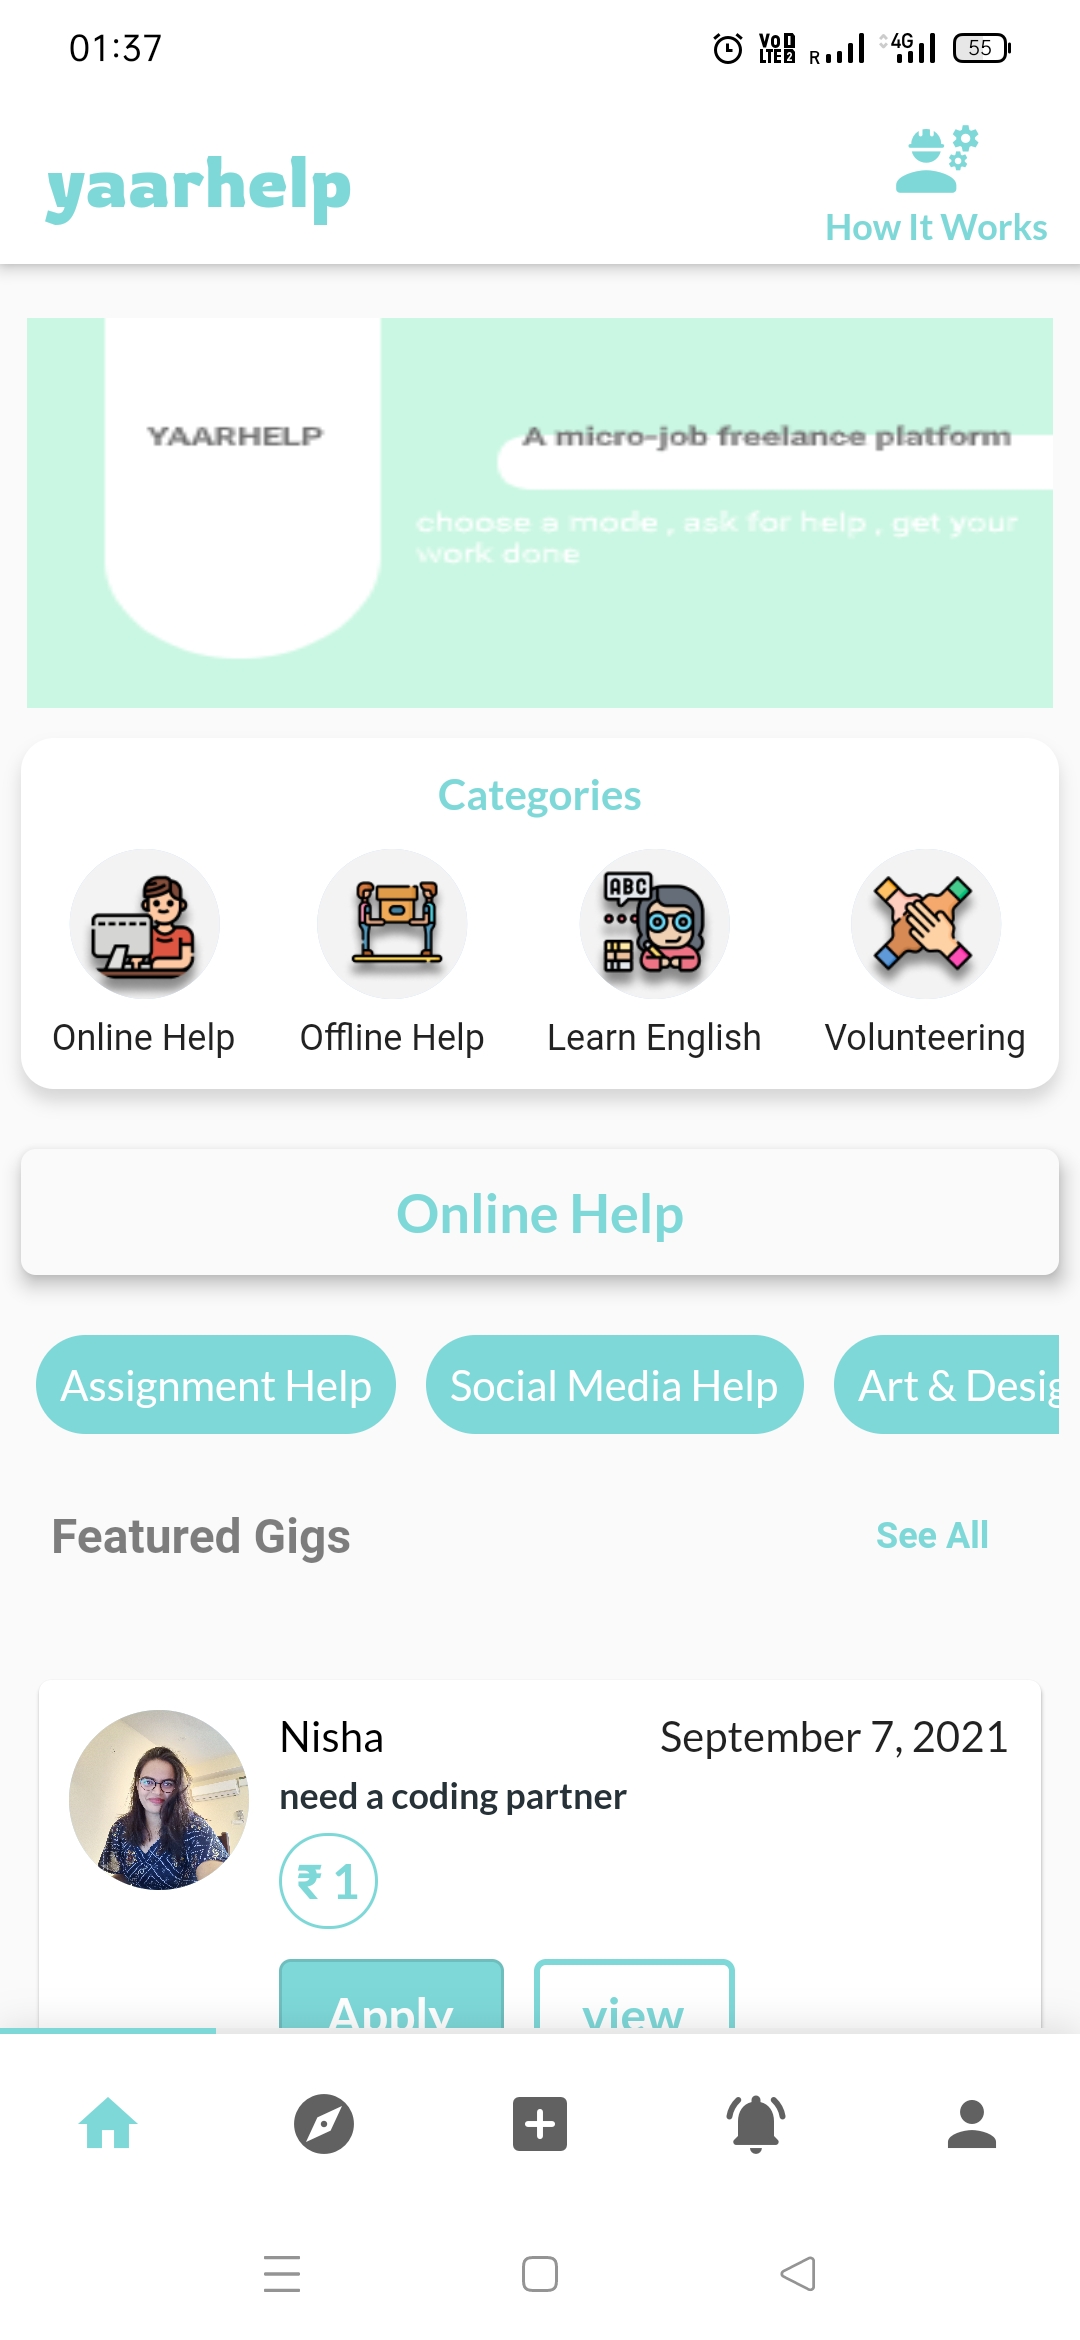 01:37
VoD
LTE2
R
4G
55
yaarhelp
How It Works
YAARHELP
A micro-job freelance platform
choose a mode , ask for help , get your
work done
Categories
ABC
Online Help
Offline Help
Learn English
Volunteering
Online Help
Assignment Help
Social Media Help
Art & Desig
Featured Gigs
See All
Nisha
September 7, 2021
need a coding partner
₹ 1
Apply
view